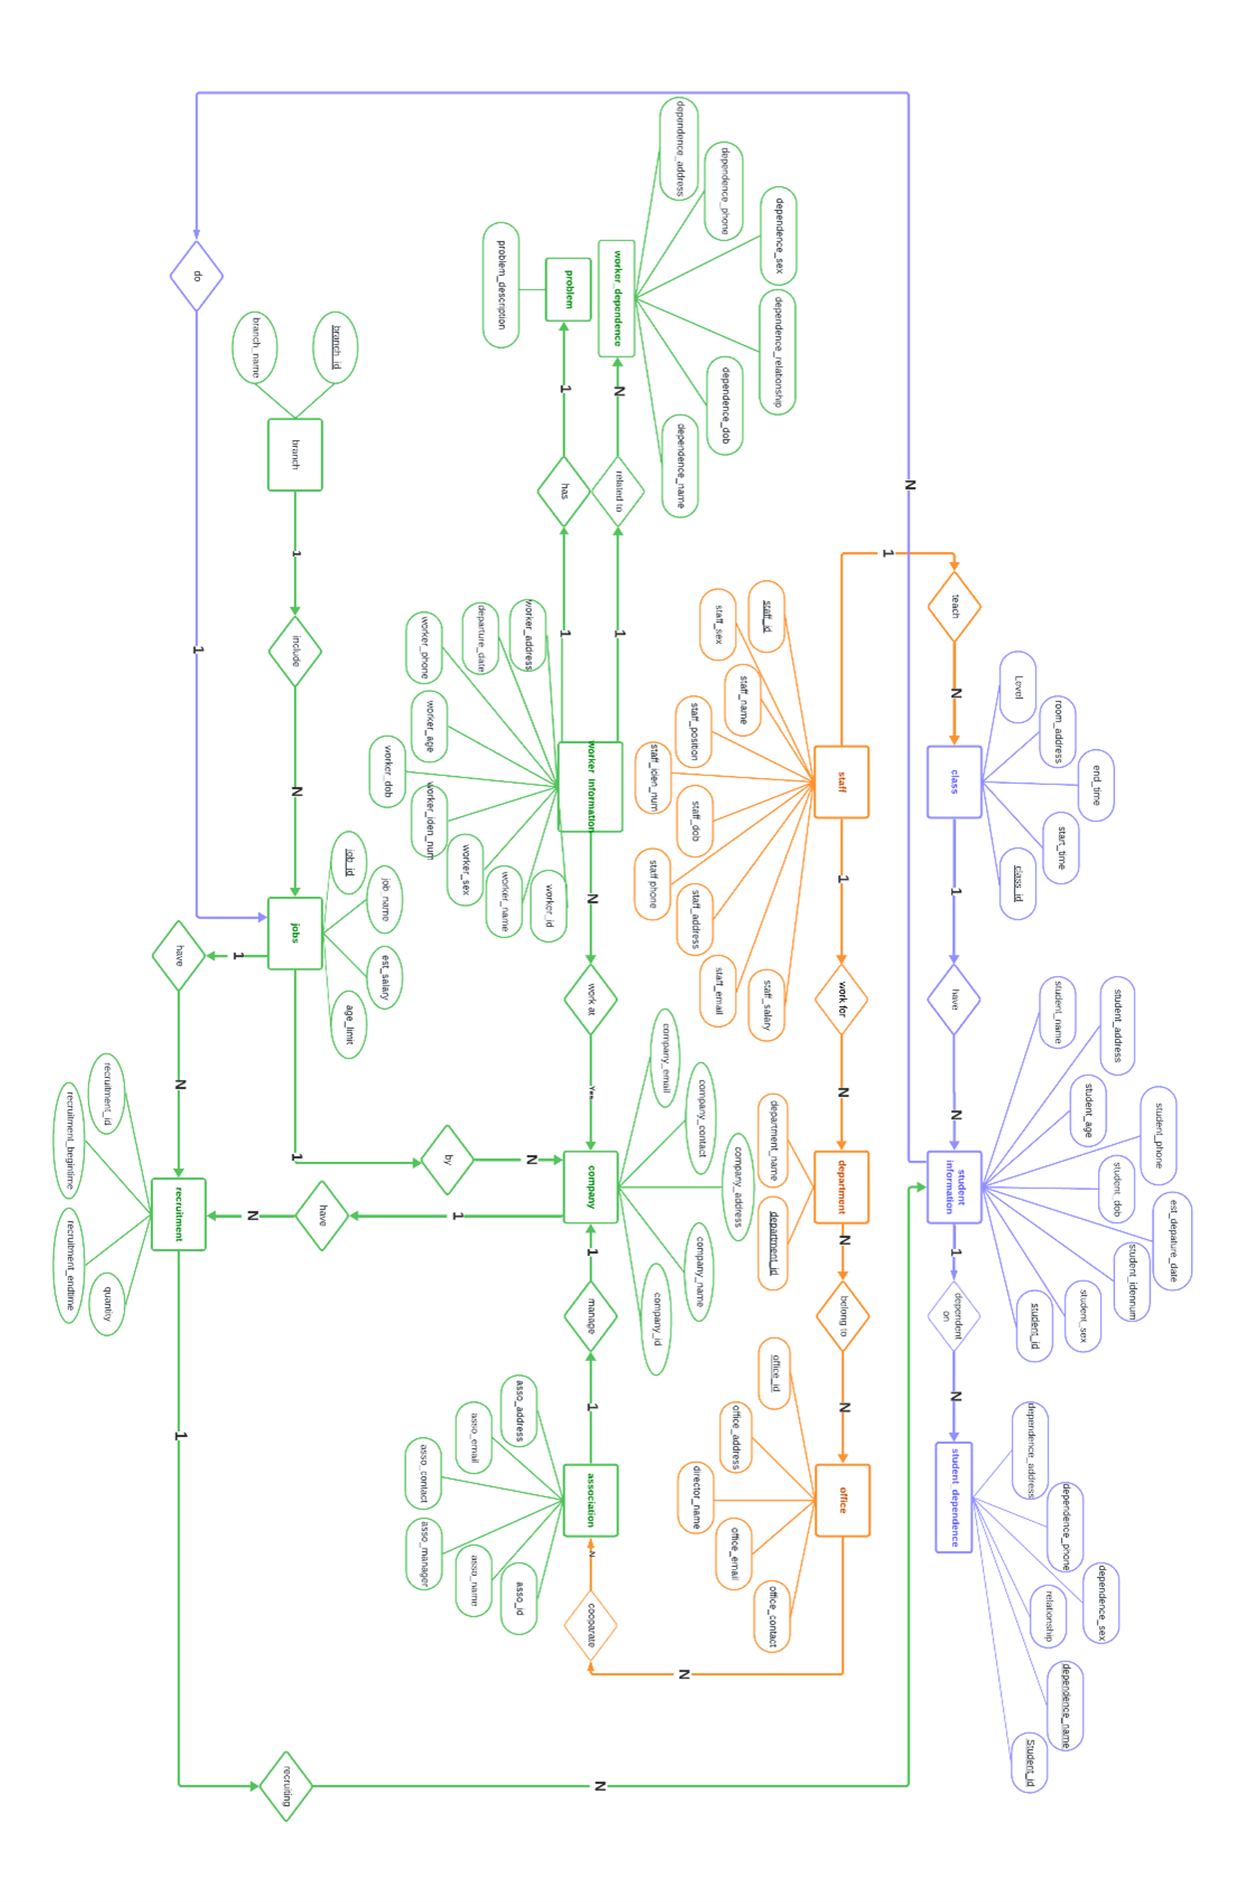 student_phone
est_depature_date
student_address
student_dob
student_idennum
student_age
student_sex
student_name
student_id
end_time
room_address
start_time
Level
class_id
dependence_sex
dependence_phone
dependence_name
relationship
dependence_address
Student_id
teach
N
class
1
have
N
student
information
1
dependent
on
N
student_dependence
N
1
staff
1
work for
N
department
N
belong to
N
office
staff_id
staff_salary
staff_name
staff_email
staff_sex
staff_position
staff_address
staff_dob
staff_iden_num
staff phone
department_name
department_id
office_id
office_contact
office_address
office_email
director_name
dependence_sex
dependence_relationship
dependence_phone
dependence_dob
dependence_address
dependence_name
worker_dependence
N
related to
1
problem
1
has
1
problem_description
worker_information
N
work at
Yes
company
1
manage
1
association
N
cooparate
N
company_address
company_contact
company_name
company_email
company_id
worker_address
worker_id
departure_date
worker_name
worker_phone
worker_sex
worker_age
worker_iden_num
worker_dob
asso_address
asso_id
asso_email
asso_name
asso_contact
asso_manager
by
N
1
have
1
N
branch_id
branch_name
branch
1
include
N
jobs
job_id
job_name
est_salary
age_limit
1
have
N
recruitment
recruitment_id
recruitment_begintime
recruitment_endtime
quantity
1
recruiting
N
do
1